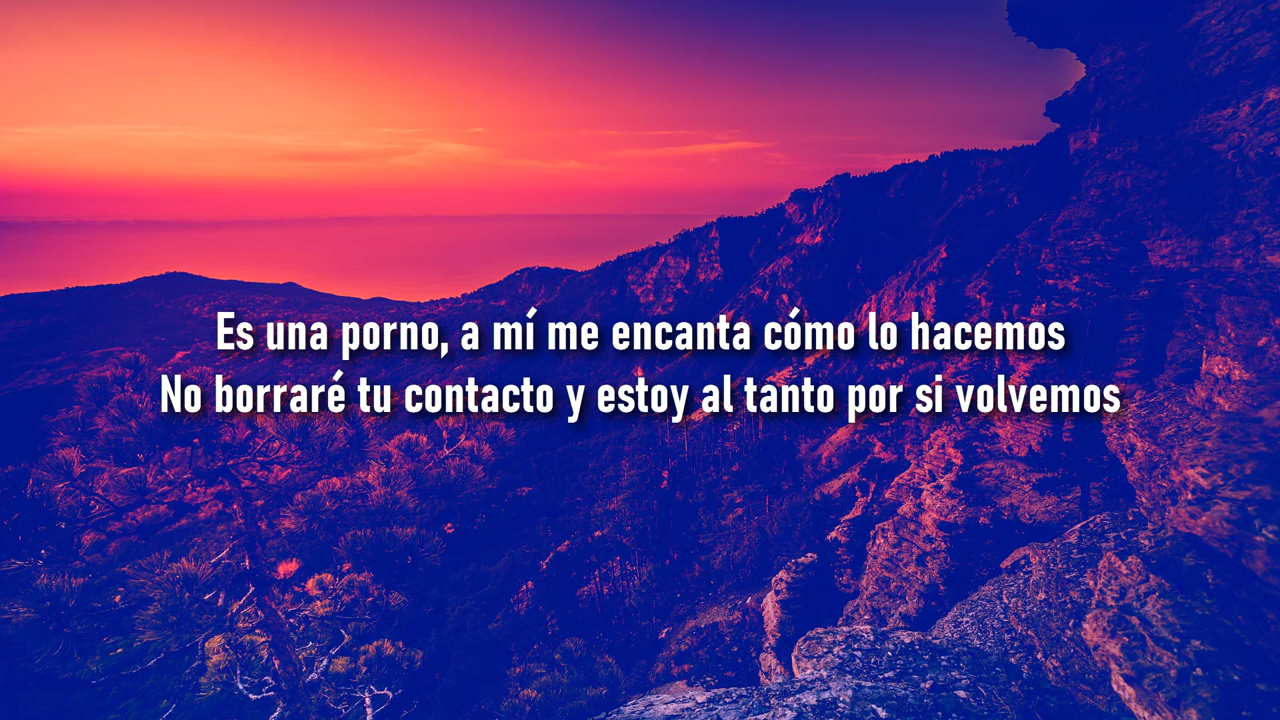 Es una porno, a mí me encanta cómo lo hacemos
No borraré tu contacto y estoy al tanto por si volvemos